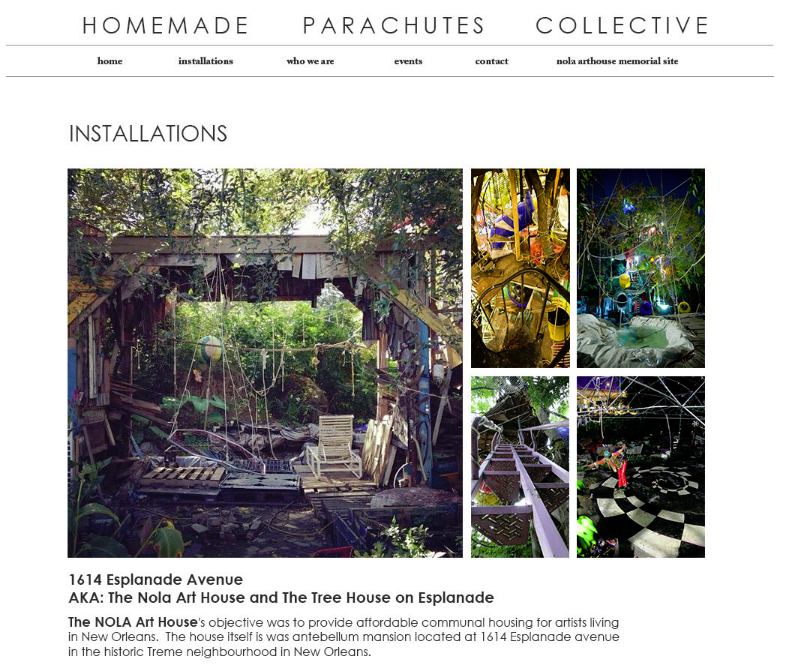 HOMEMADE PARACHUTES COLLECTIVE
home installations who we are events contact nola arthouse memorial site
INSTALLATIONS
1614 Esplanade Avenue
AKA: The Nola Art House and The Tree House on Esplanade
The NOLA Art House's objective was to provide affordable communal housing for artists living
in New Orleans. The house itself is was antebellum mansion located at 1614 Esplanade avenue
in the historic Treme neighbourhood in New Orleans.